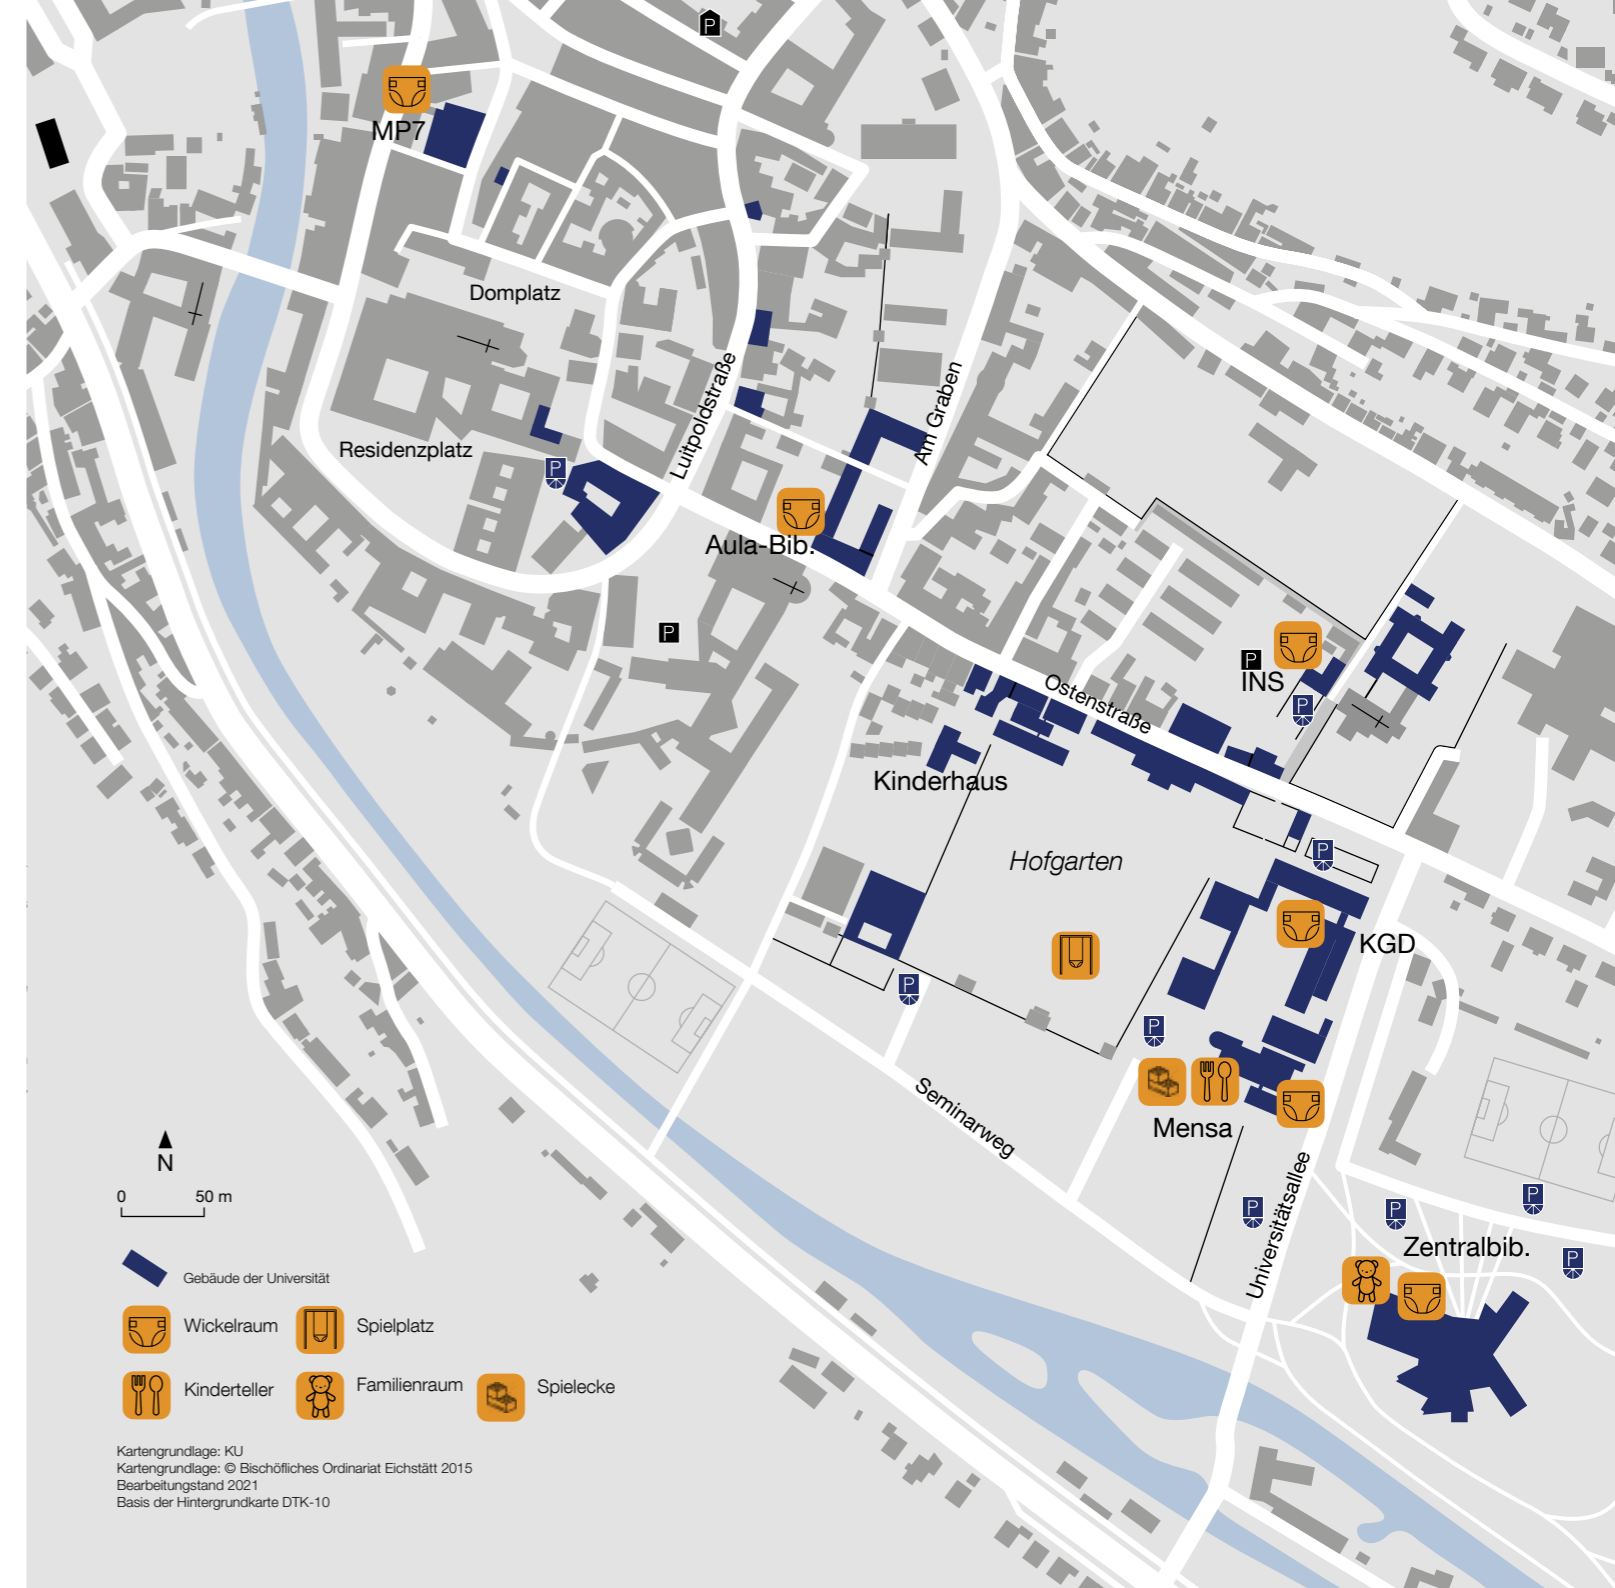 P
MP7
Domplatz
Luitpoldstraße
Am Graben
Residenzplatz
P
Aula-Bib.
P
P
INS
P
Ostenstraße
Kinderhaus
Hofgarten
P
KGD
P
P
Seminarweg
Mensa
Universitätsallee
P
P
P
Zentralbib.
P
N
0 50 m
Gebäude der Universität
Wickelraum
Spielplatz
Kinderteller
Familienraum
Spielecke
Kartengrundlage: KU
Kartengrundlage: © Bischöfliches Ordinariat Eichstätt 2015
Bearbeitungstand 2021
Basis der Hintergrundkarte DTK-10